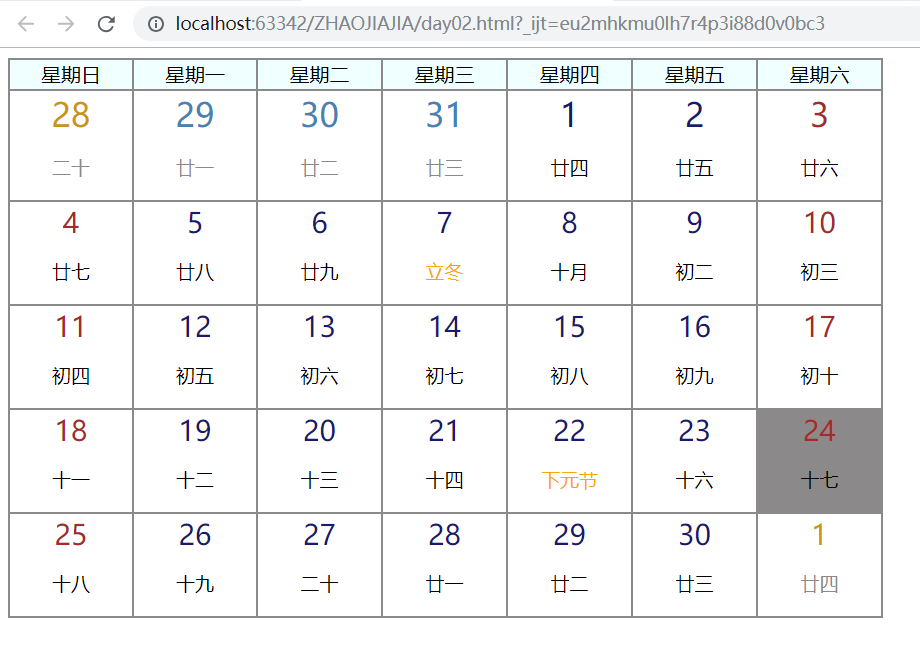 localhost:63342/ZHAOJIAJIA/day02.html?_ijt=eu2mhkmu0lh7r4p3i88d0v0bc3
星期日 星期一 星期二 星期三 星期四 星期五 星期六
28 29 30 31 1 2 3
二十 廿一 廿二 廿三 廿四 廿五 廿六
4 5 6 7 8 9 10
廿七 廿八 廿九 立冬 十月 初二 初三
11 12 13 14 15 16 17
初四 初五 初六 初七 初八 初九 初十
18 19 20 21 22 23 24
十一 十二 十三 十四 下元节 十六 十七
25 26 27 28 29 30 1
十八 十九 二十 廿一 廿二 廿三 廿四